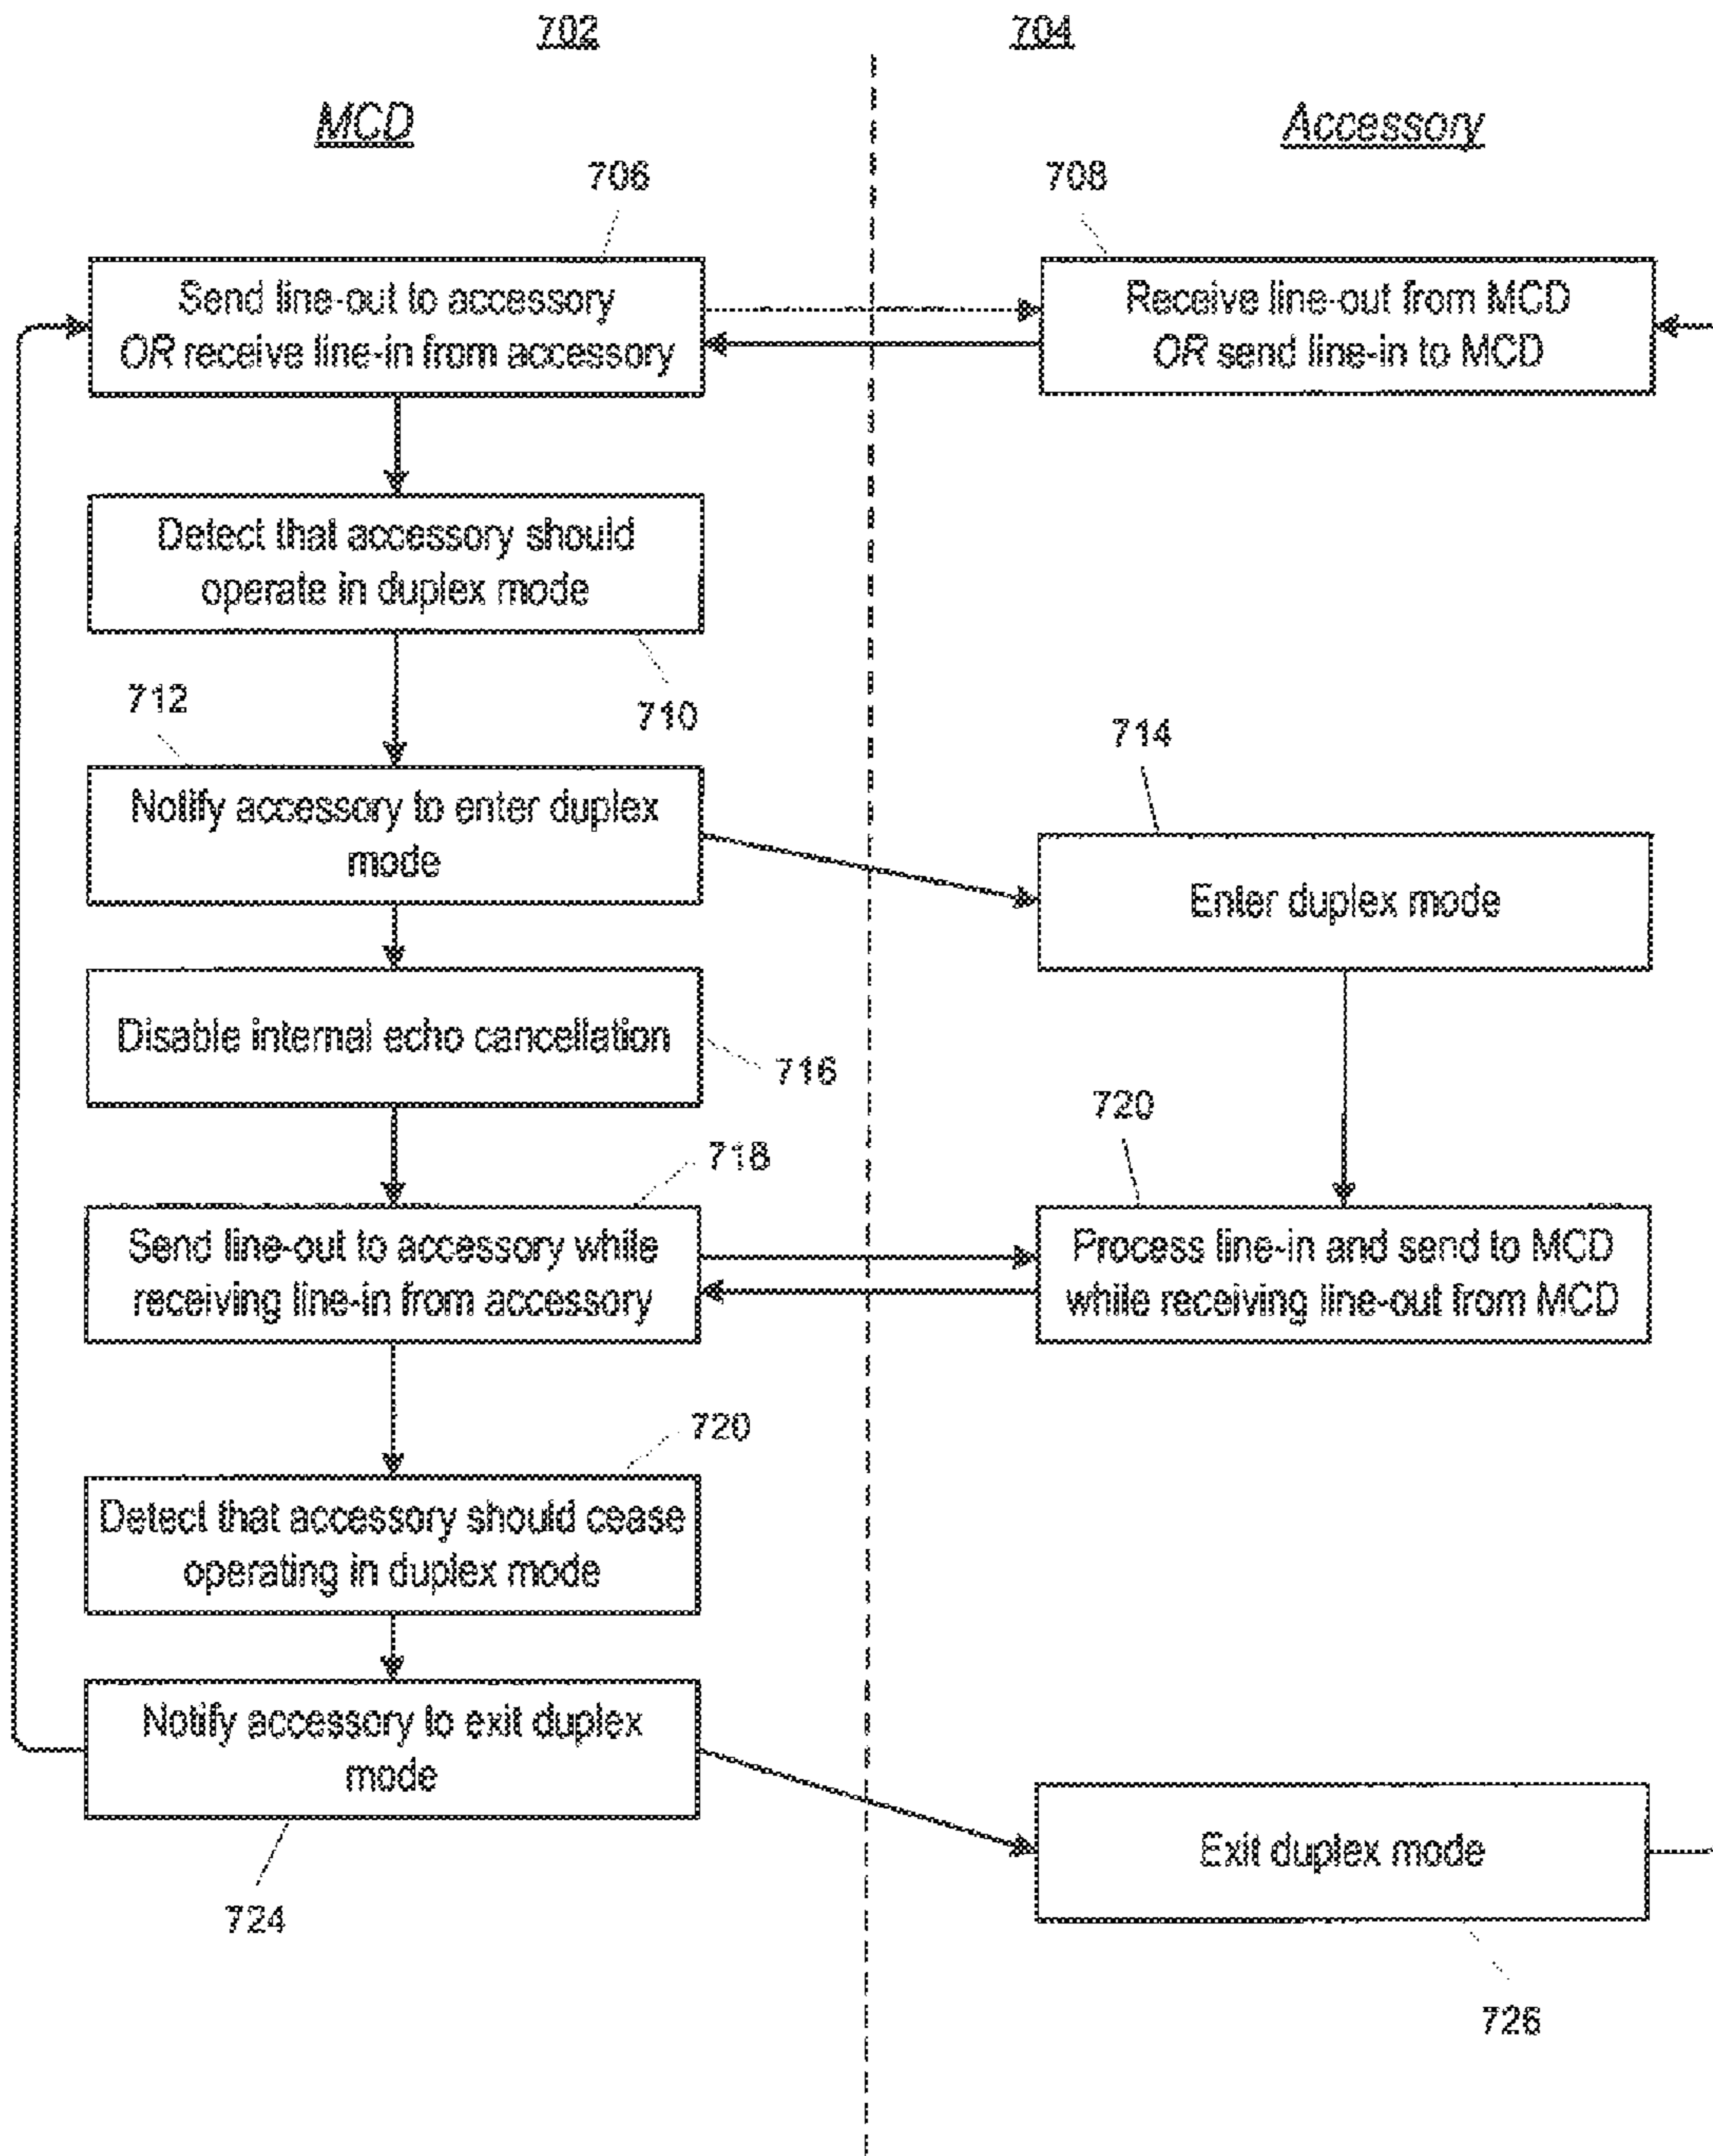 702
704
MCD
Accessory
706
708
Send line-out to accessory
OR receive line-in from accessory
Receive line-out from MCD
OR send line-in to MCD
Detect that accessory should
operate in duplex mode
710
712
714
Notify accessory to enter duplex
mode
Enter duplex mode
Disable internal echo cancellation
716
718
720
Send line-out to accessory while
receiving line-in from accessory
Process line-in and send to MCD
while receiving line-out from MCD
720
Detect that accessory should cease
operating in duplex mode
Notify accessory to exit duplex
mode
724
Exit duplex mode
726